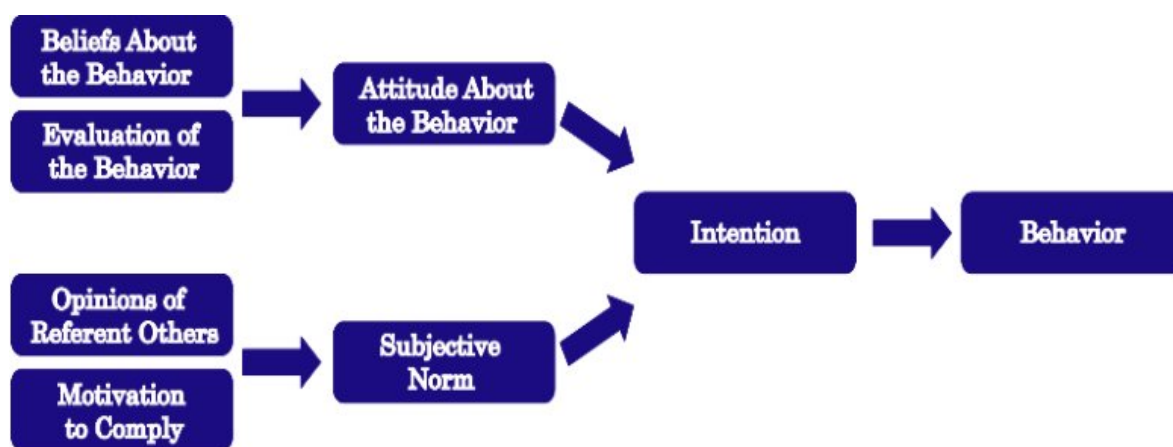 Beliefs About
the Behavior
Evaluation of
the Behavior
Attitude About
the Behavior
Opinions of
Referent Others
Motivation
to Comply
Subjective
Norm
Intention
Behavior